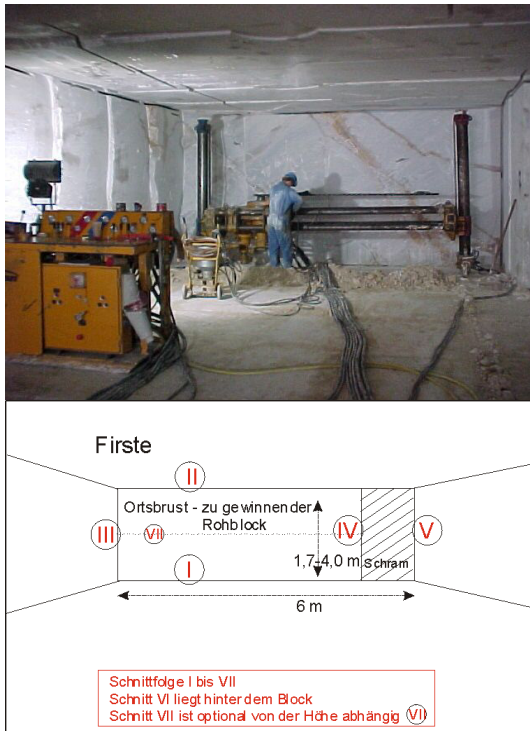 Firste
II
Ortsbrust - zu gewinnender
Rohblock
III
VII
IV
V
I
1,7-4,0 m
Schram
6 m
Schnittfolge I bis VII
Schnitt VI liegt hinter dem Block
Schnitt VII ist optional von der Höhe abhängig VII